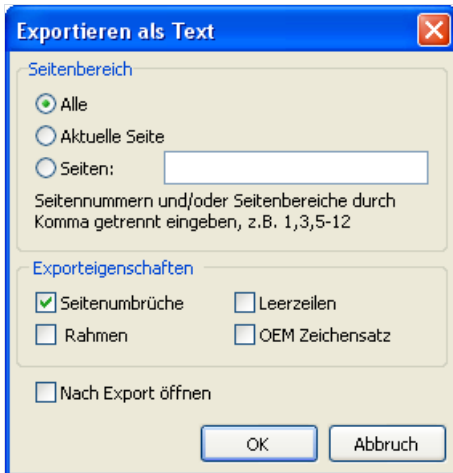 Exportieren als Text
Seitenbereich
Alle
Aktuelle Seite
Seiten:
Seitennummern und/oder Seitenbereiche durch
Komma getrennt eingeben, z.B. 1,3,5-12
Exporteigenschaften
Seitenumbrüche Leerzeilen
Rahmen OEM Zeichensatz
Nach Export öffnen
OK Abbruch